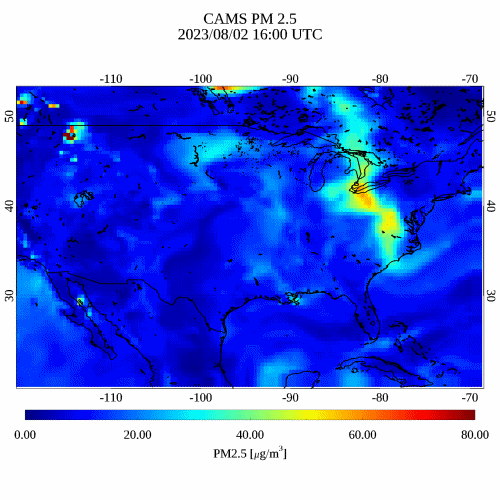 CAMS PM 2.5
2023/08/02 16:00 UTC
-110 -100 -90 -80 -70
50 50
40 40
30 30
-110 -100 -90 -80 -70
0.00 20.00 40.00 60.00 80.00
PM2.5 [μg/m³]